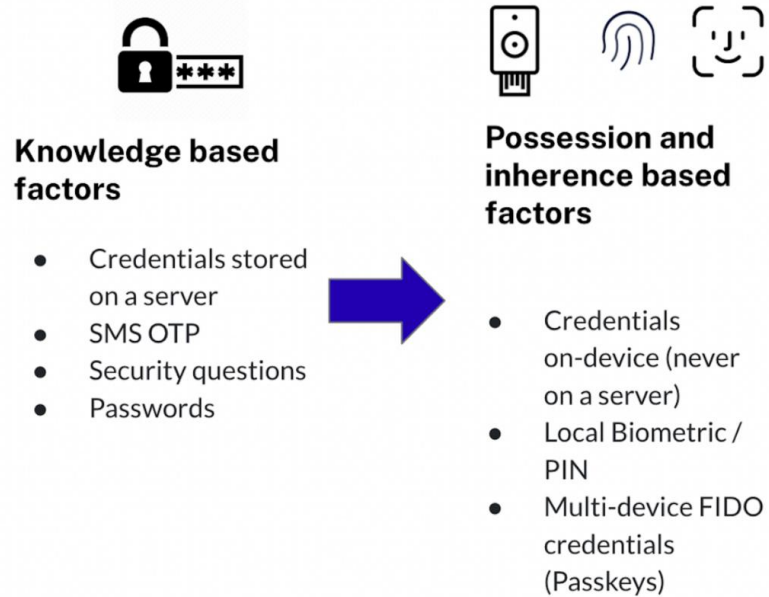 ***
Knowledge based
factors
● Credentials stored
on a server
● SMS OTP
● Security questions
● Passwords
Possession and
inherence based
factors
● Credentials
on-device (never
on a server)
● Local Biometric /
PIN
● Multi-device FIDO
credentials
(Passkeys)